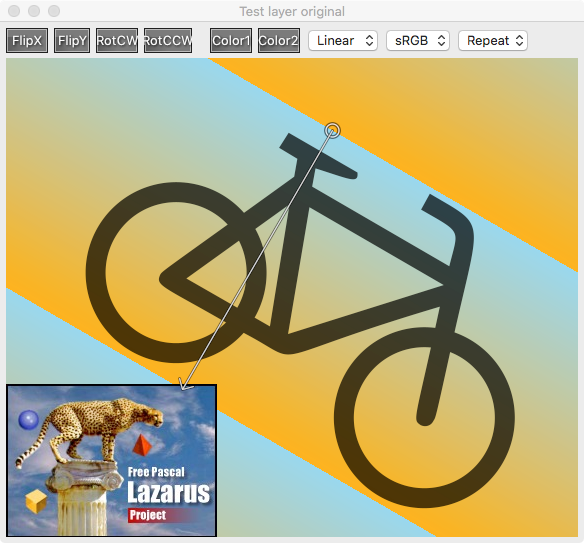 Test layer original
FlipX FlipY RotCW RotCCW Color1 Color2 Linear sRGB Repeat
Free Pascal
Lazarus
Project